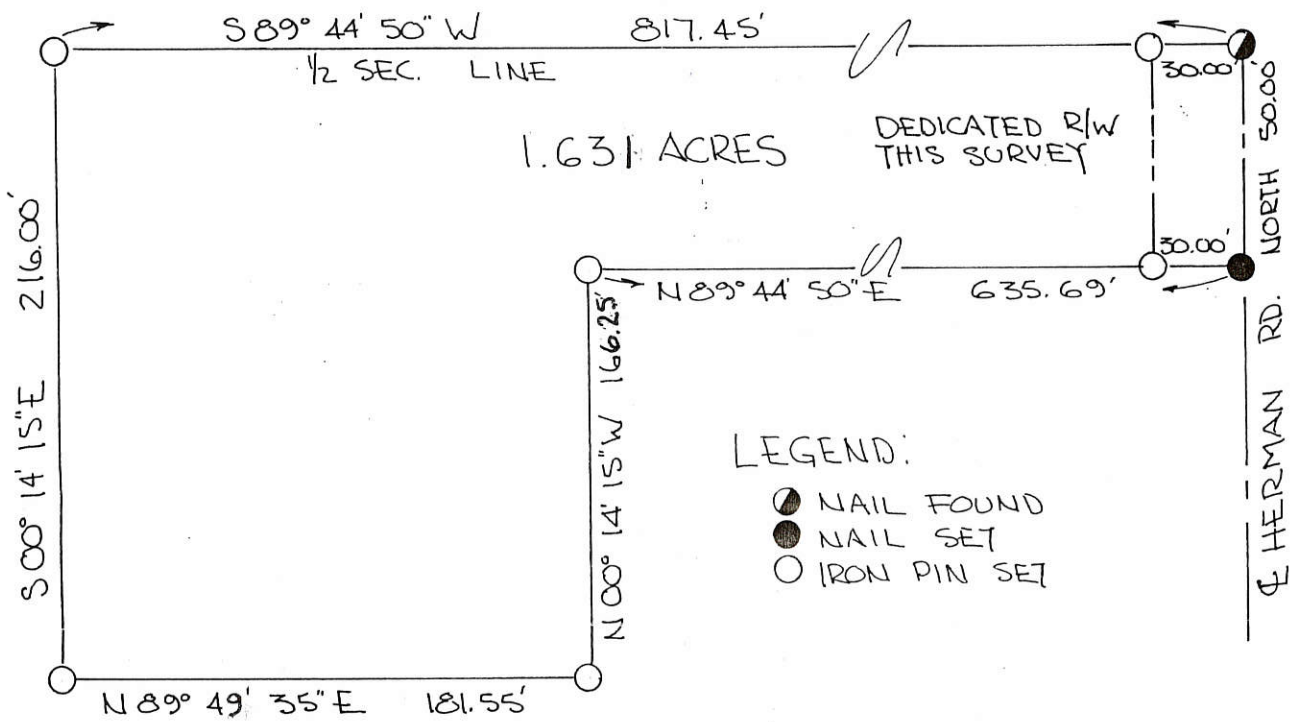 S 89° 44' 50" W 817.45'
1/2 SEC. LINE
30.00'
NORTH 50.00'
DEDICATED R/W
THIS SURVEY
1.631 ACRES
S 00° 14' 15" E 216.00'
30.00'
N 89° 44' 50" E 635.69'
N 00° 14' 15" W 166.25'
℄ HERMAN RD.
LEGEND:
NAIL FOUND
NAIL SET
IRON PIN SET
N 89° 49' 35" E 181.55'